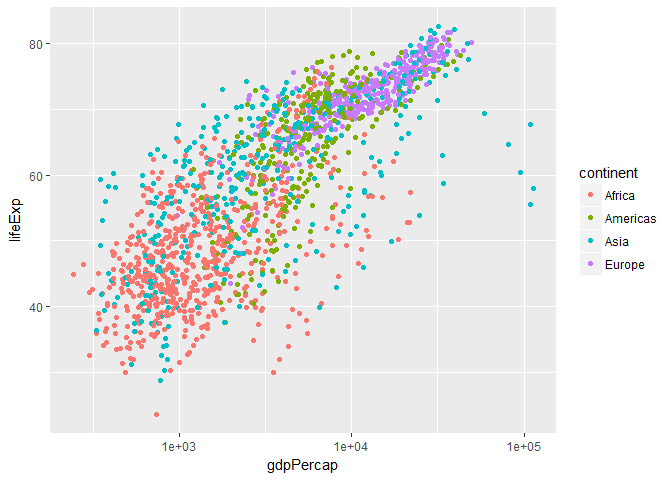 80
60
40
lifeExp
1e+03
1e+04
1e+05
gdpPercap
continent
Africa
Americas
Asia
Europe